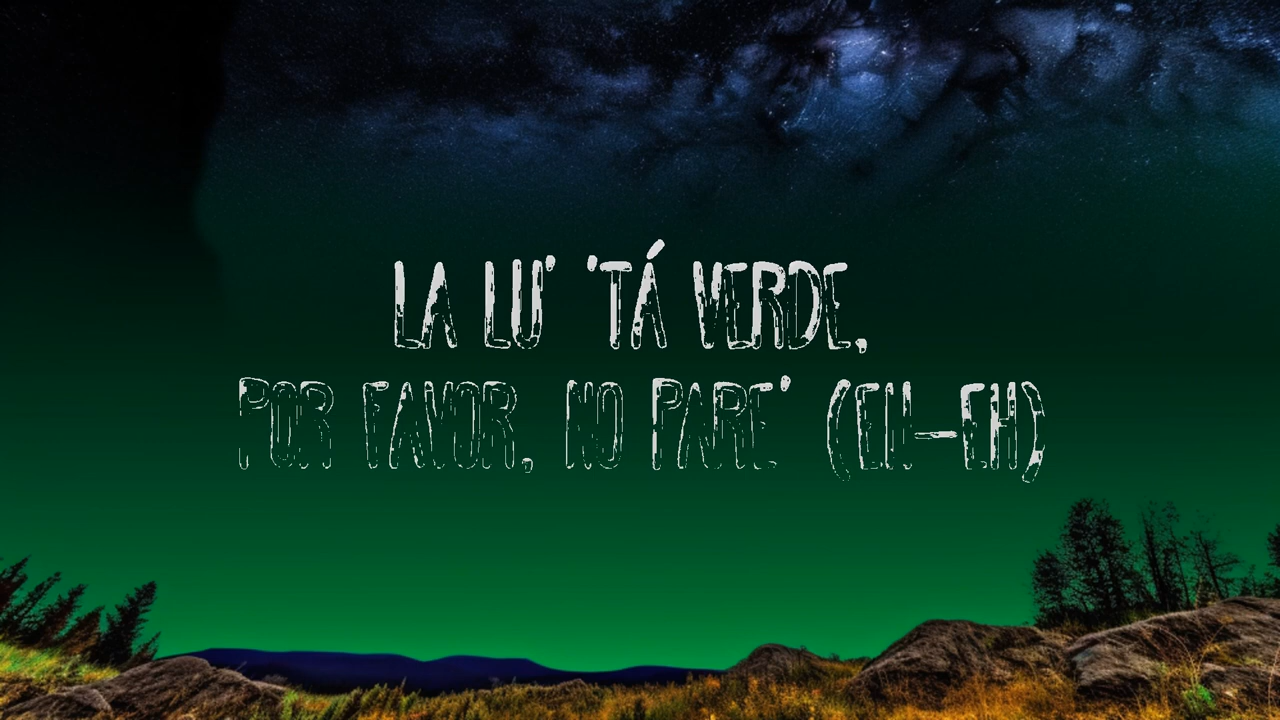 LA LU' 'TÁ VERDE,
POR FAVOR, NO PARE' (EH-EH)